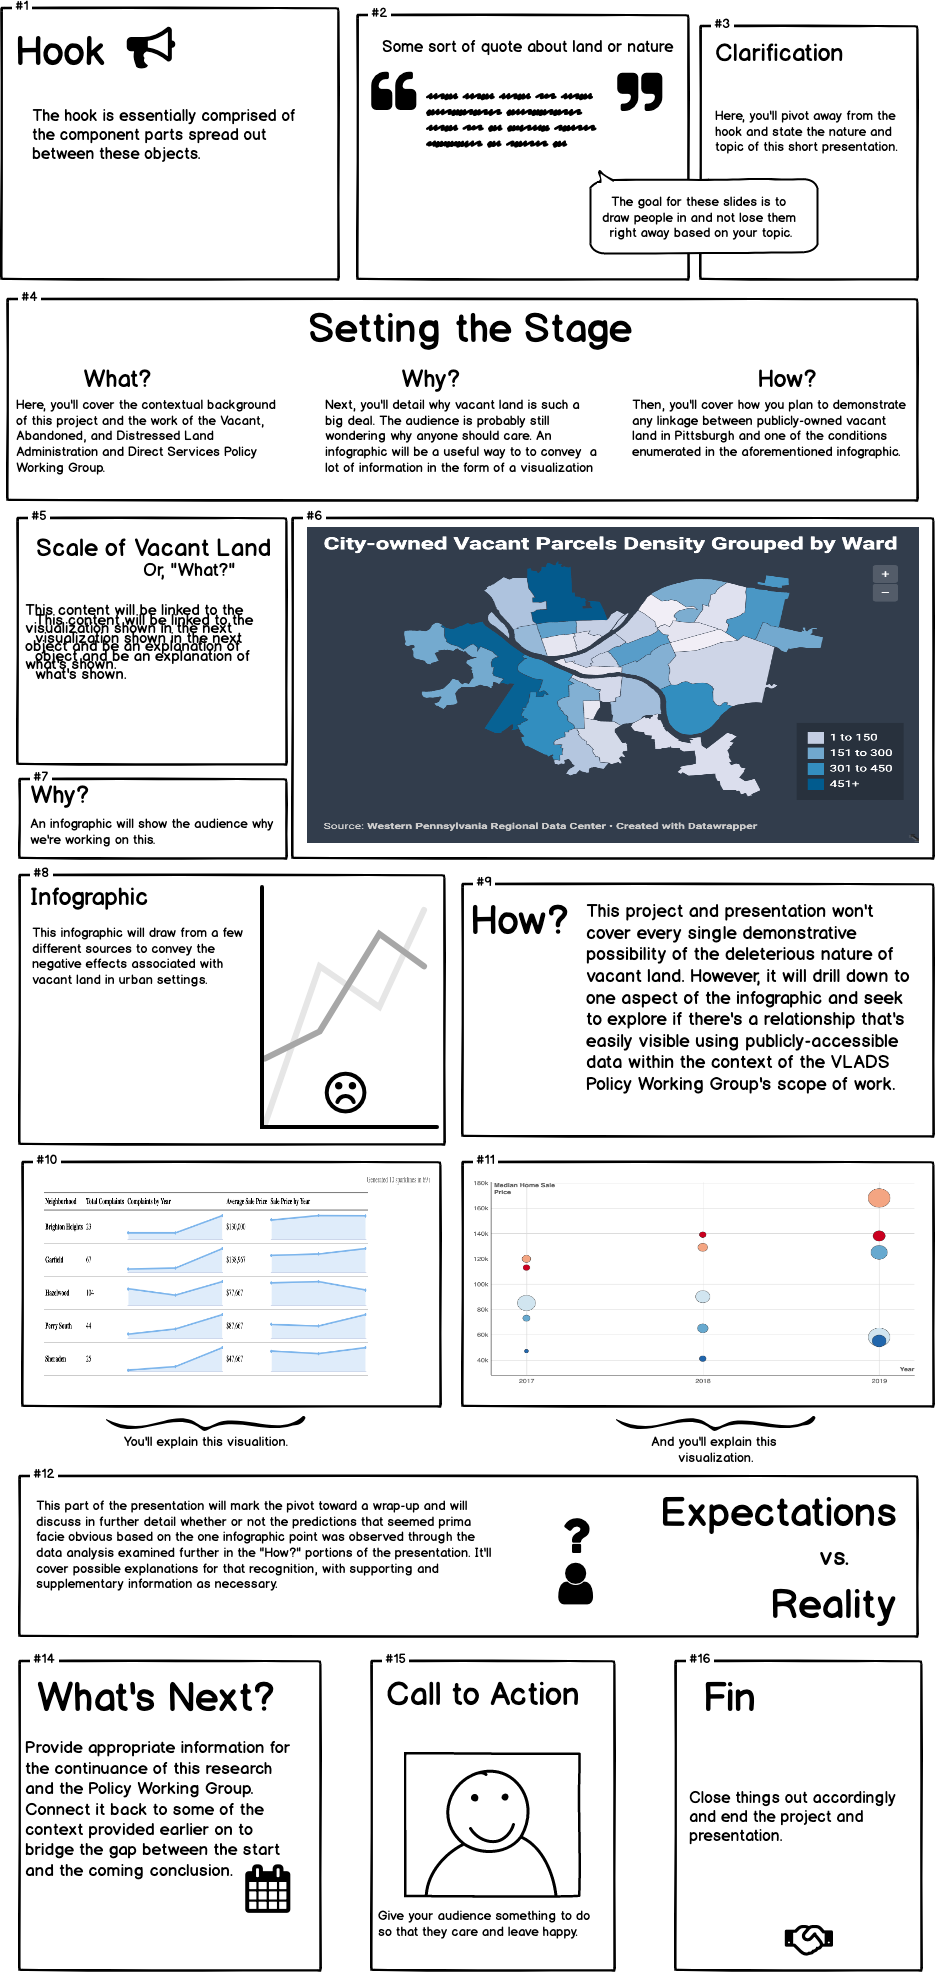 #1
Hook
The hook is essentially comprised of
the component parts spread out
between these objects.
#2
Some sort of quote about land or nature
#3
Clarification
Here, you'll pivot away from the
hook and state the nature and
topic of this short presentation.
The goal for these slides is to
draw people in and not lose them
right away based on your topic.
#4
Setting the Stage
What?
Here, you'll cover the contextual background
of this project and the work of the Vacant,
Abandoned, and Distressed Land
Administration and Direct Services Policy
Working Group.
Why?
Next, you'll detail why vacant land is such a
big deal. The audience is probably still
wondering why anyone should care. An
infographic will be a useful way to to convey a
lot of information in the form of a visualization
How?
Then, you'll cover how you plan to demonstrate
any linkage between publicly-owned vacant
land in Pittsburgh and one of the conditions
enumerated in the aforementioned infographic.
#5
Scale of Vacant Land
Or, "What?"
This content will be linked to the
visualization shown in the next
object and be an explanation of
what's shown.
This content will be linked to the
visualization shown in the next
object and be an explanation of
what's shown.
#6
City-owned Vacant Parcels Density Grouped by Ward
+
−
1 to 150
151 to 300
301 to 450
451+
Source: Western Pennsylvania Regional Data Center • Created with Datawrapper
#7
Why?
An infographic will show the audience why
we're working on this.
#8
Infographic
This infographic will draw from a few
different sources to convey the
negative effects associated with
vacant land in urban settings.
#9
How?
This project and presentation won't
cover every single demonstrative
possibility of the deleterious nature of
vacant land. However, it will drill down to
one aspect of the infographic and seek
to explore if there's a relationship that's
easily visible using publicly-accessible
data within the context of the VLADS
Policy Working Group's scope of work.
#10
Neighborhood Total Complaints Complaints by Year Average Sale Price Sale Price by Year
Brighton Heights 23 $130,000
Garfield 67
Hazelwood 104 $77,667
Perry South 44 $87,667
Sheraden 25 $47,667
You'll explain this visualition.
#11
Median Home Sale
Price
180k
160k
140k
120k
100k
80k
60k
40k
Year
2017 2018 2019
And you'll explain this
visualization.
#12
This part of the presentation will mark the pivot toward a wrap-up and will
discuss in further detail whether or not the predictions that seemed prima
facie obvious based on the one infographic point was observed through the
data analysis examined further in the "How?" portions of the presentation. It'll
cover possible explanations for that recognition, with supporting and
supplementary information as necessary.
Expectations
vs.
Reality
#14
What's Next?
Provide appropriate information for
the continuance of this research
and the Policy Working Group.
Connect it back to some of the
context provided earlier on to
bridge the gap between the start
and the coming conclusion.
#15
Call to Action
Give your audience something to do
so that they care and leave happy.
#16
Fin
Close things out accordingly
and end the project and
presentation.